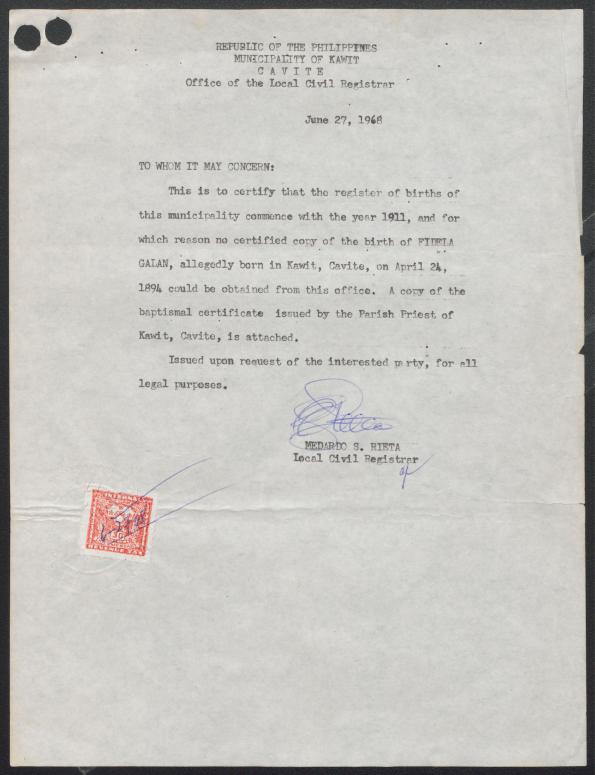 REPUBLIC OF THE PHILIPPINES
MUNICIPALITY OF KAWIT
C A V I T E
Office of the Local Civil Registrar
June 27, 1968
TO WHOM IT MAY CONCERN:
This is to certify that the register of births of
this municipality commence with the year 1911, and for
which reason no certified copy of the birth of FIDELA
GALAN, allegedly born in Kawit, Cavite, on April 24,
1894 could be obtained from this office. A copy of the
baptismal certificate issued by the Parish Priest of
Kawit, Cavite, is attached.
Issued upon request of the interested party, for all
legal purposes.
MEDARDO S. RIETA
Local Civil Registrar
INTERNAL
REVENUE TAX